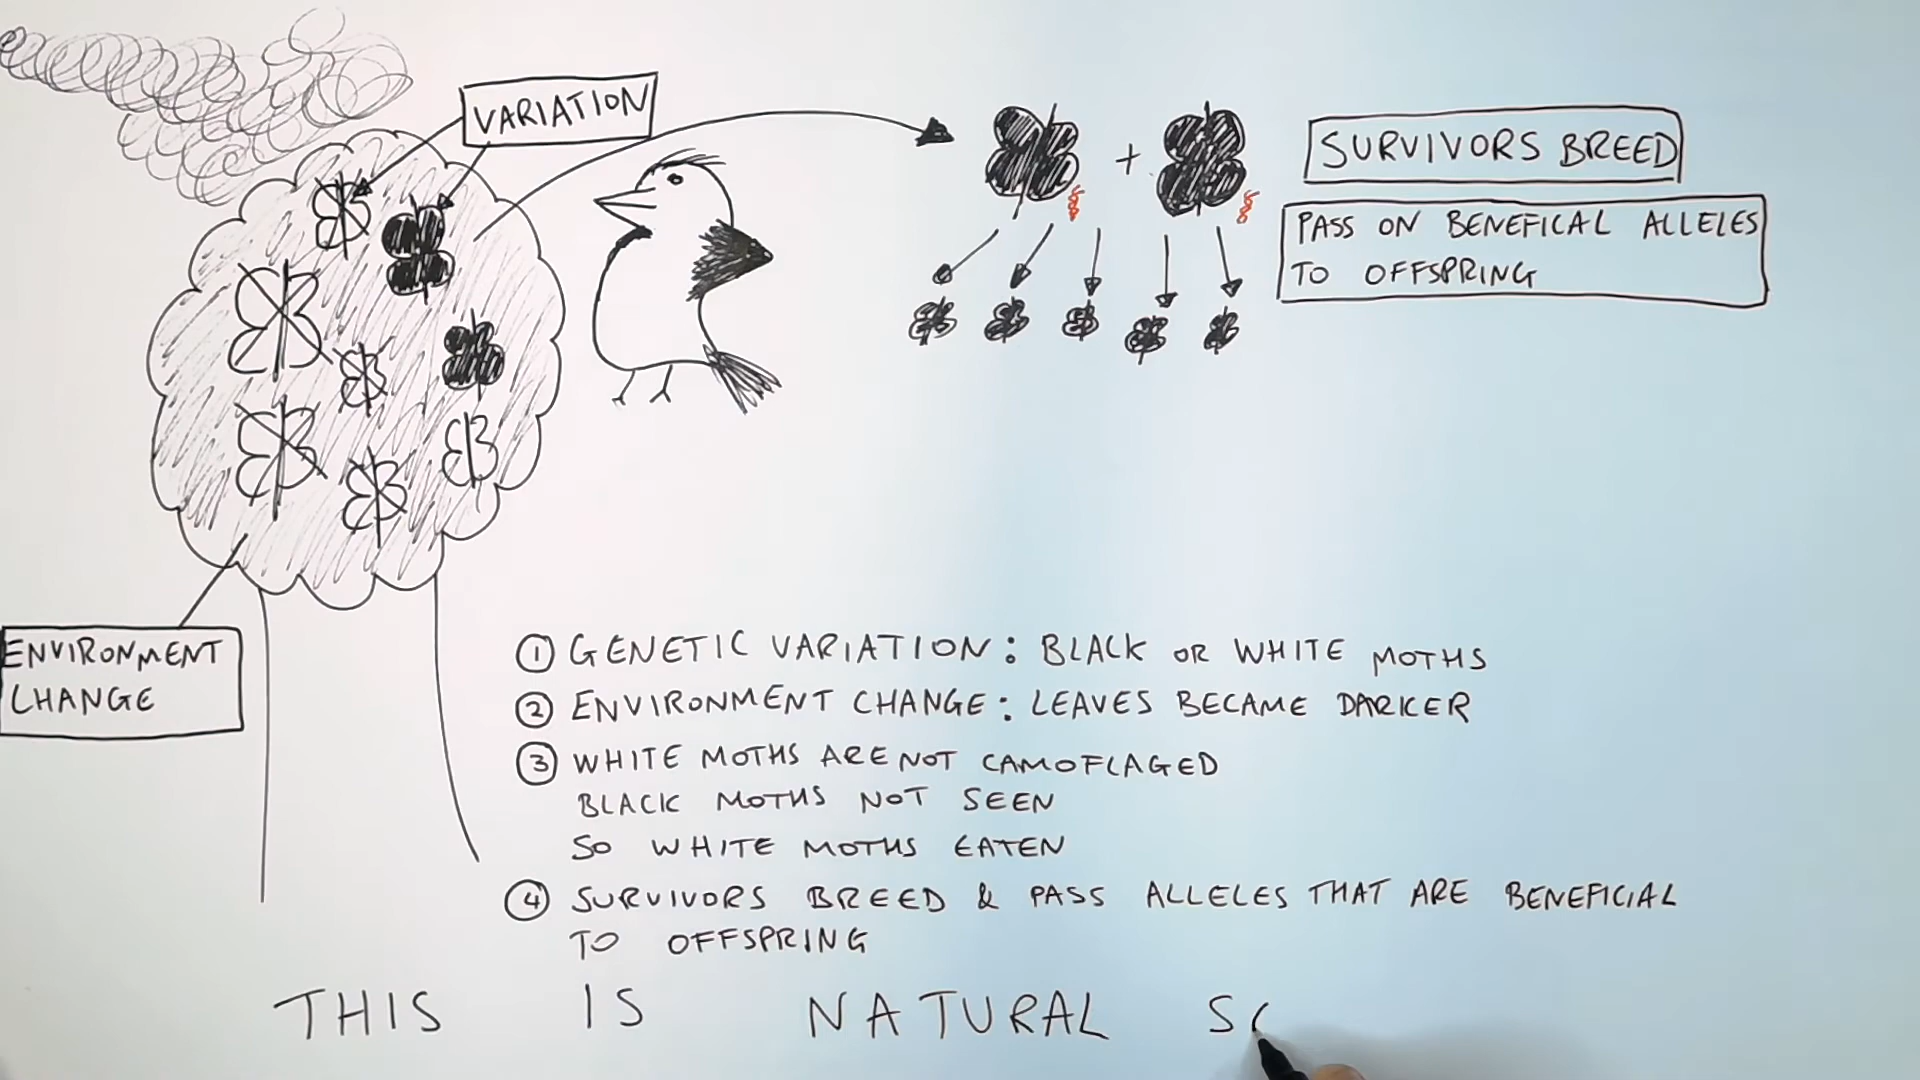 VARIATION
SURVIVORS BREED
PASS ON BENEFICAL ALLELES
TO OFFSPRING
ENVIRONMENT
CHANGE
① GENETIC VARIATION: BLACK OR WHITE MOTHS
② ENVIRONMENT CHANGE: LEAVES BECAME DARKER
③ WHITE MOTHS ARE NOT CAMOFLAGED
BLACK MOTHS NOT SEEN
SO WHITE MOTHS EATEN
④ SURVIVORS BREED & PASS ALLELES THAT ARE BENEFICIAL
TO OFFSPRING
THIS IS NATURAL S